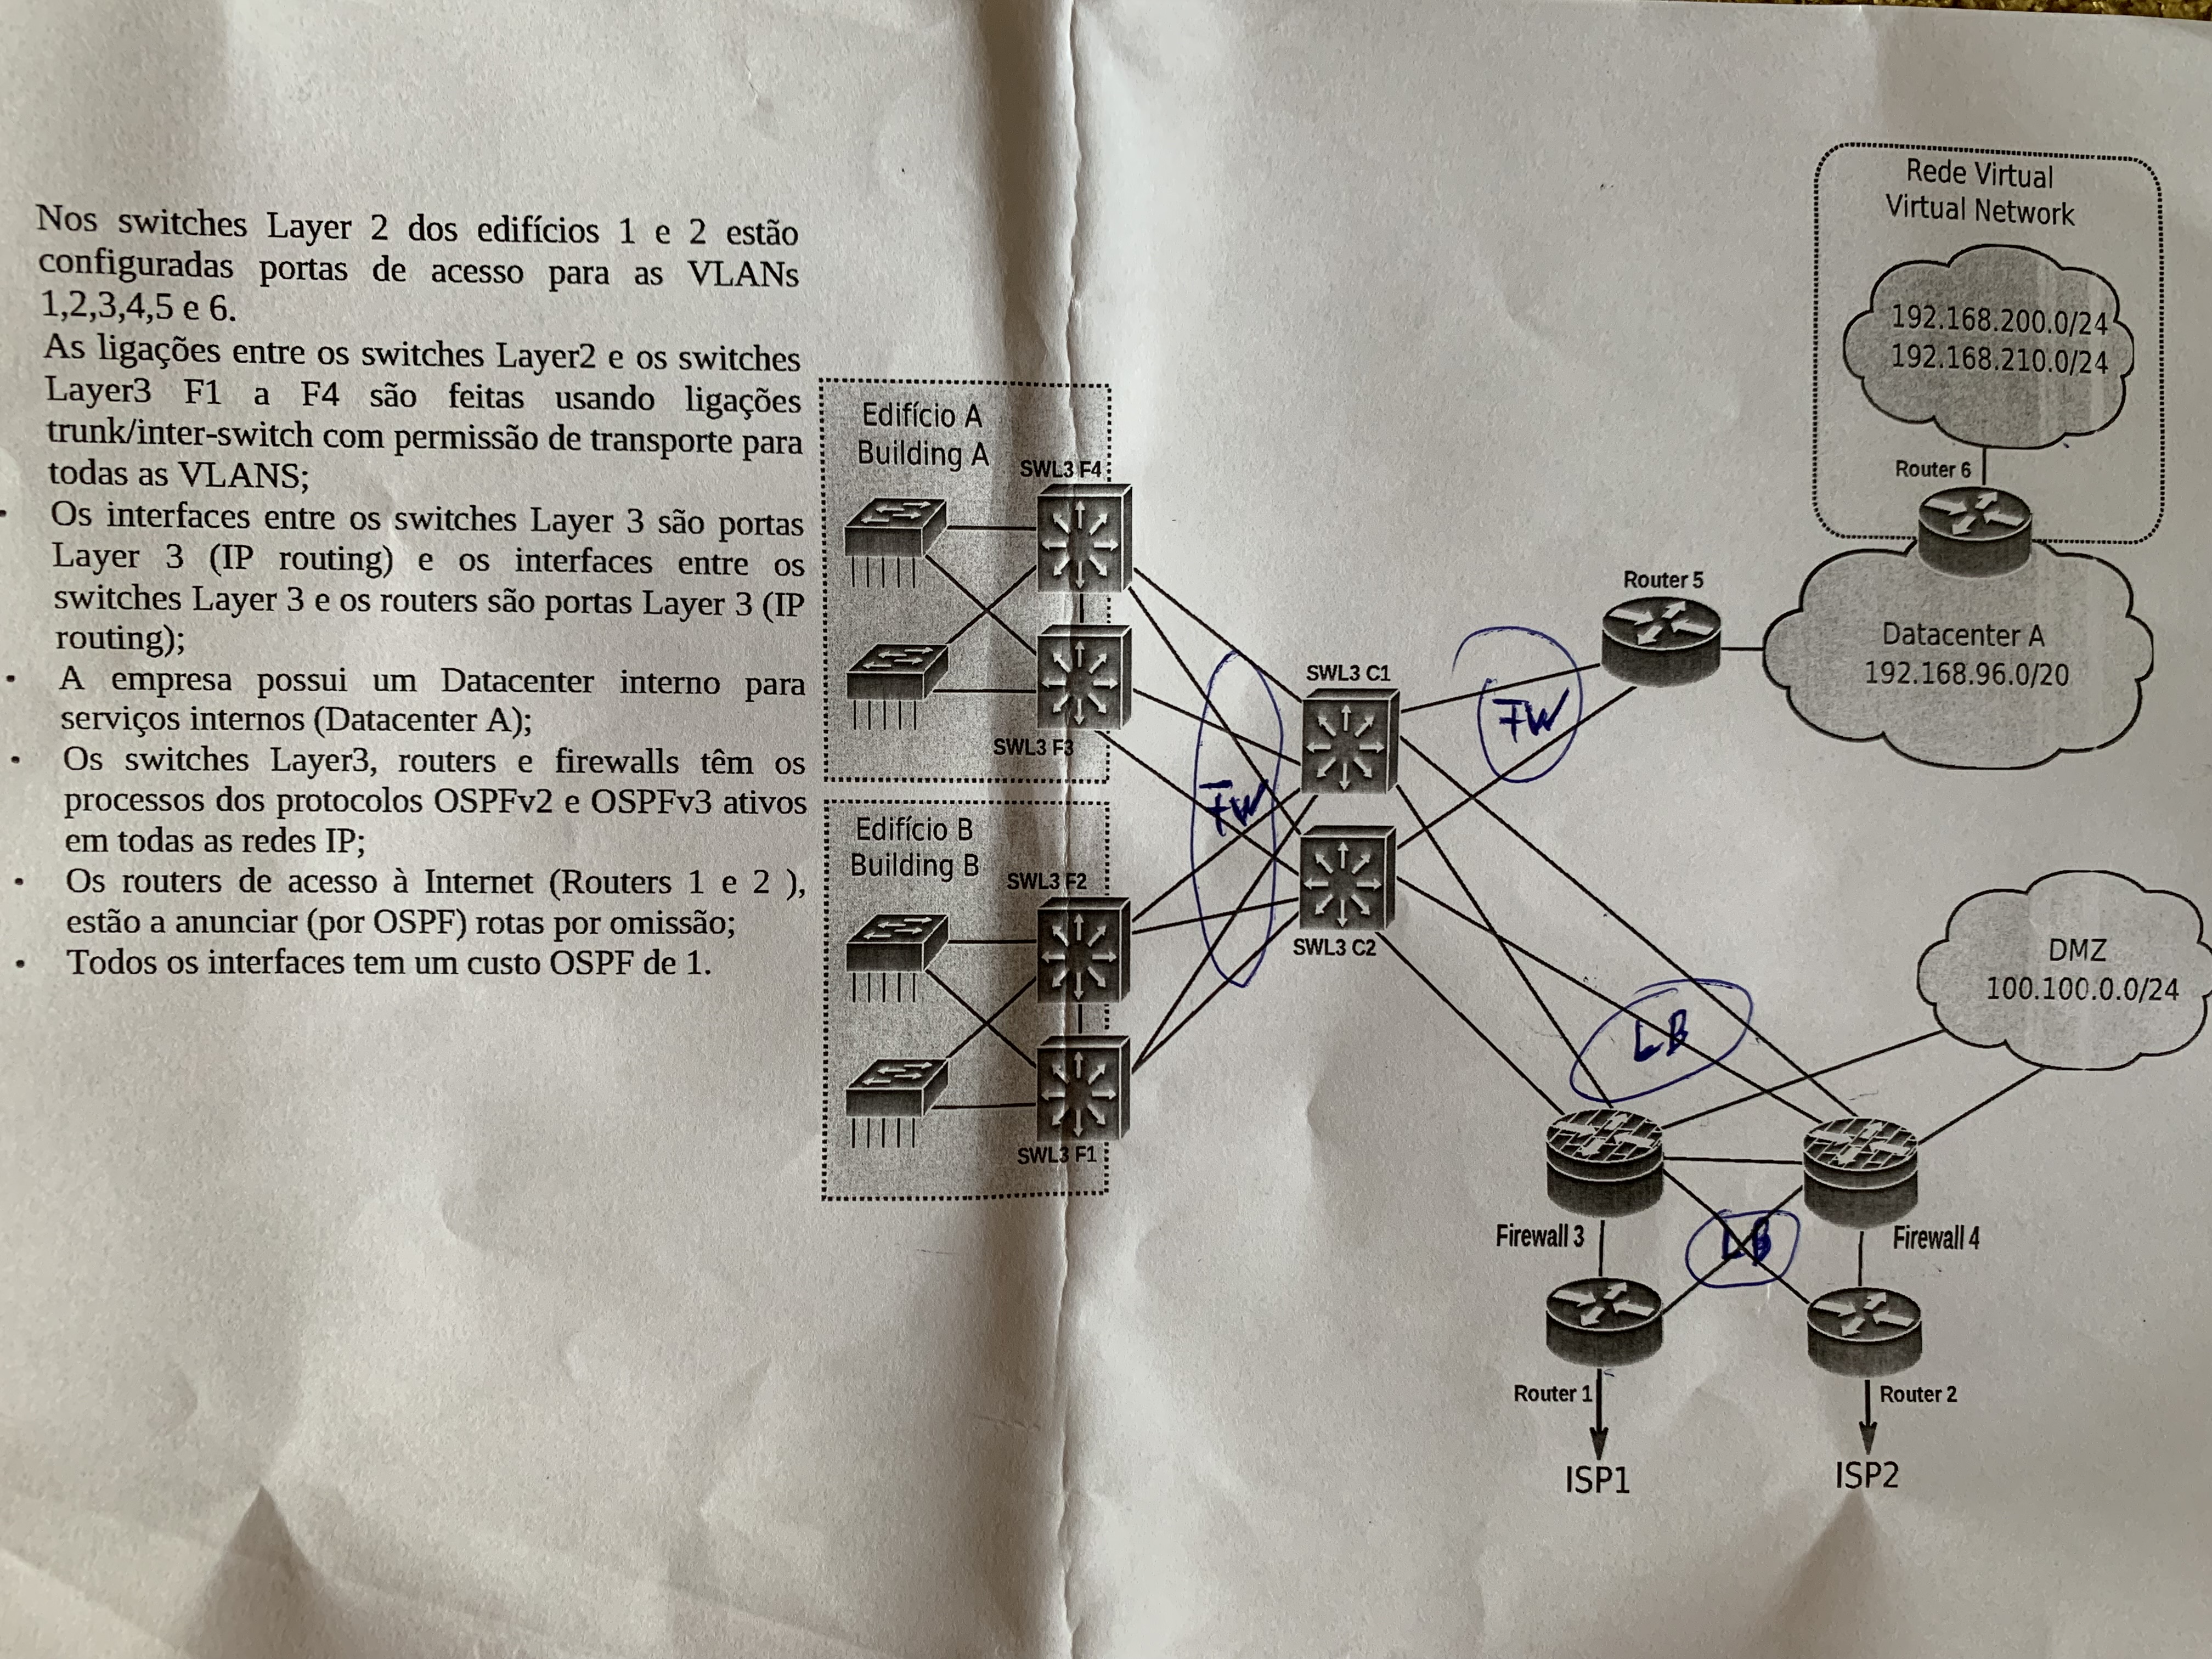 Nos switches Layer 2 dos edifícios 1 e 2 estão
configuradas portas de acesso para as VLANs
1,2,3,4,5 e 6.
As ligações entre os switches Layer2 e os switches
Layer3 F1 a F4 são feitas usando ligações
trunk/inter-switch com permissão de transporte para
todas as VLANS;
• Os interfaces entre os switches Layer 3 são portas
Layer 3 (IP routing) e os interfaces entre os
switches Layer 3 e os routers são portas Layer 3 (IP
routing);
• A empresa possui um Datacenter interno para
serviços internos (Datacenter A);
• Os switches Layer3, routers e firewalls têm os
processos dos protocolos OSPFv2 e OSPFv3 ativos
em todas as redes IP;
• Os routers de acesso à Internet (Routers 1 e 2 ),
estão a anunciar (por OSPF) rotas por omissão;
• Todos os interfaces tem um custo OSPF de 1.
Edifício A
Building A
SWL3 F4
SWL3 F3
Edifício B
Building B
SWL3 F2
SWL3 F1
FW
SWL3 C1
SWL3 C2
FW
Router 5
LB
Firewall 3
Firewall 4
LB
Router 1
Router 2
ISP1
ISP2
Rede Virtual
Virtual Network
192.168.200.0/24
192.168.210.0/24
Router 6
Datacenter A
192.168.96.0/20
DMZ
100.100.0.0/24